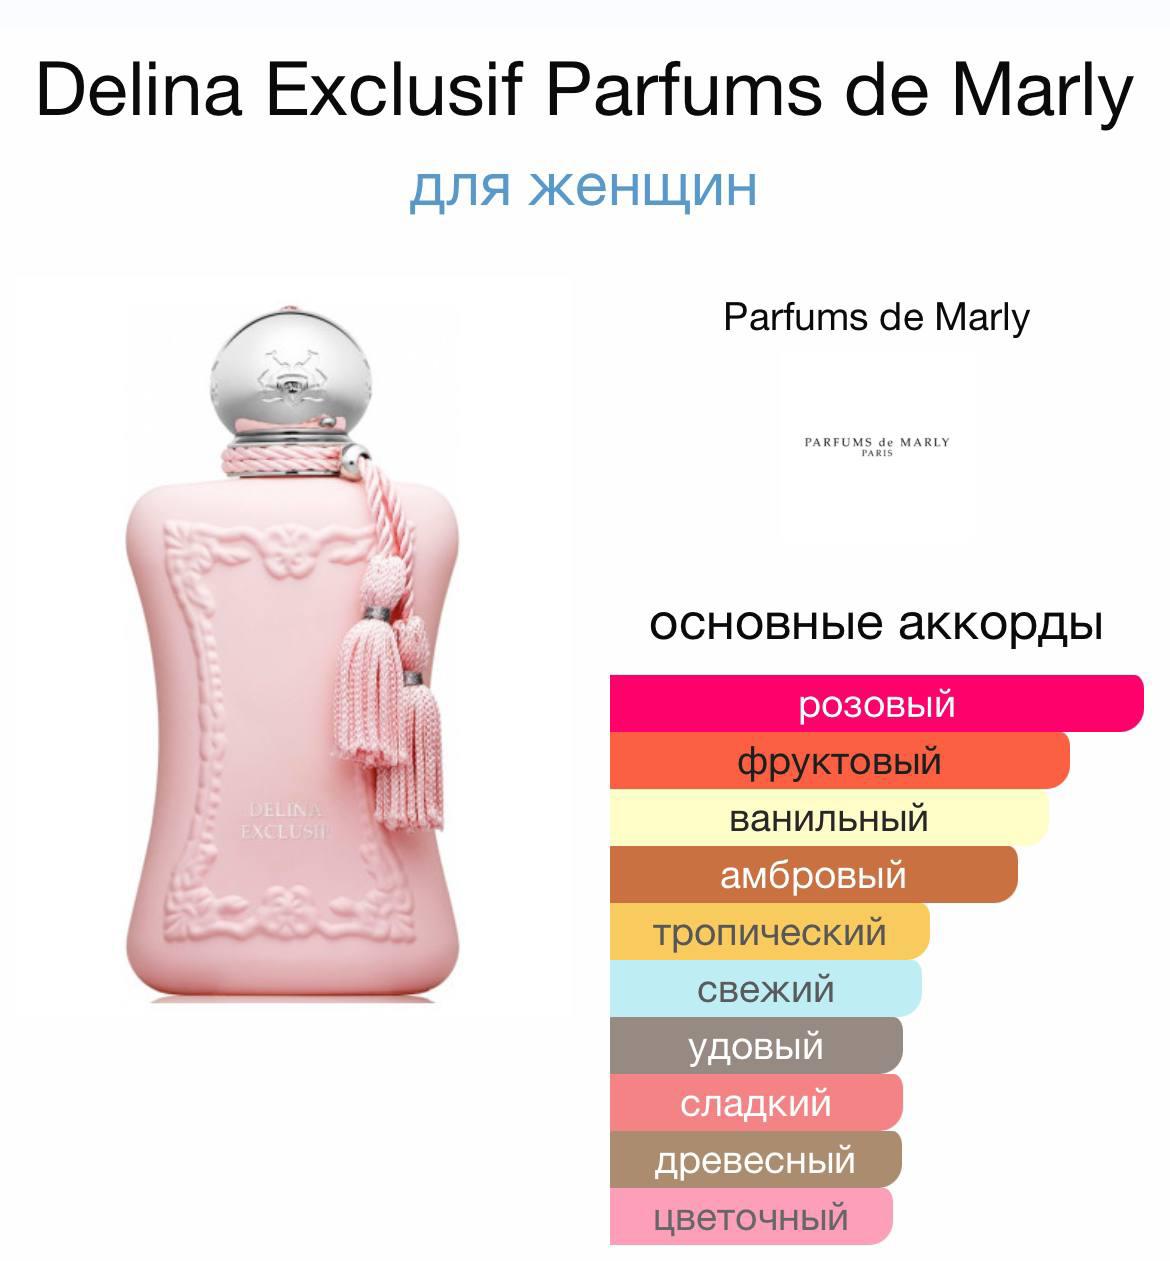 Delina Exclusif Parfums de Marly
для женщин
Parfums de Marly
PARFUMS de MARLY
PARIS
основные аккорды
розовый
фруктовый
ванильный
амбровый
тропический
свежий
удовый
сладкий
древесный
цветочный
DELINA
EXCLUSIF